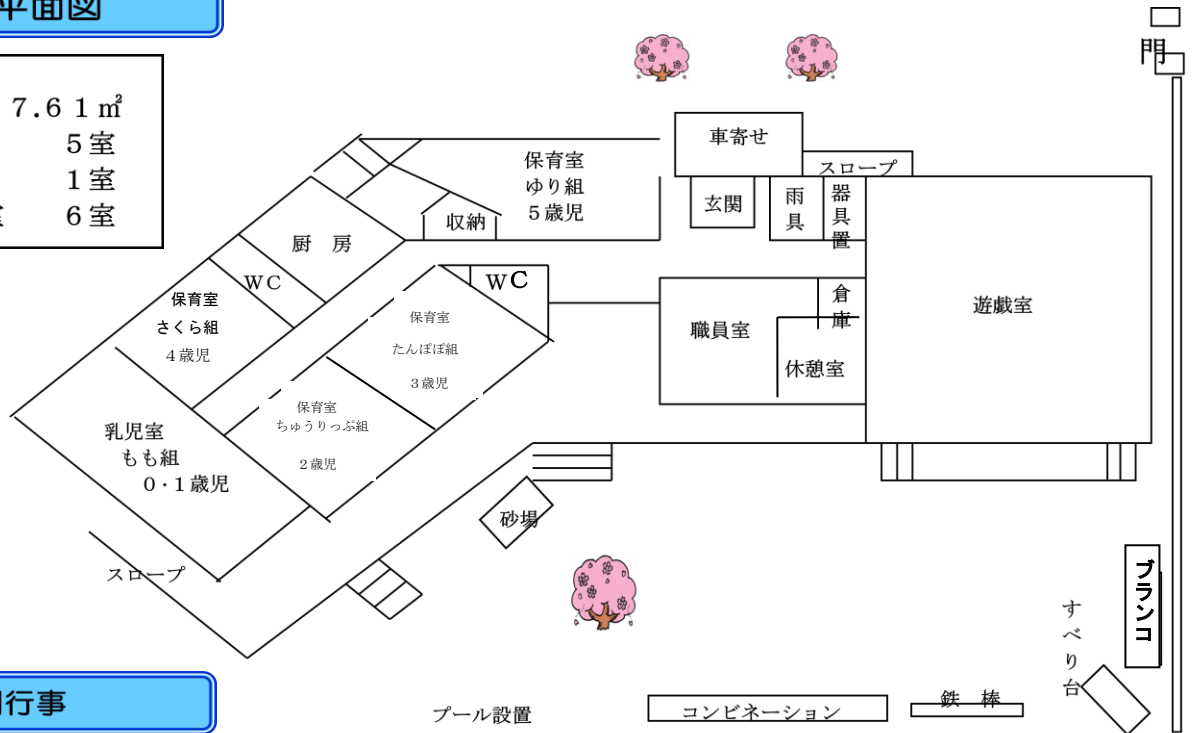 平面図
7.61㎡
5室
1室
6室
門
車寄せ
スロープ
保育室
ゆり組
5歳児
玄関
雨具
器具置
収納
厨 房
WC
WC
保育室
さくら組
4歳児
保育室
たんぽぽ組
3歳児
職員室
倉庫
休憩室
遊戯室
保育室
ちゅうりっぷ組
2歳児
乳児室
もも組
0・1歳児
砂場
スロープ
ブランコ
すべり台
行事
プール設置
コンビネーション
鉄 棒